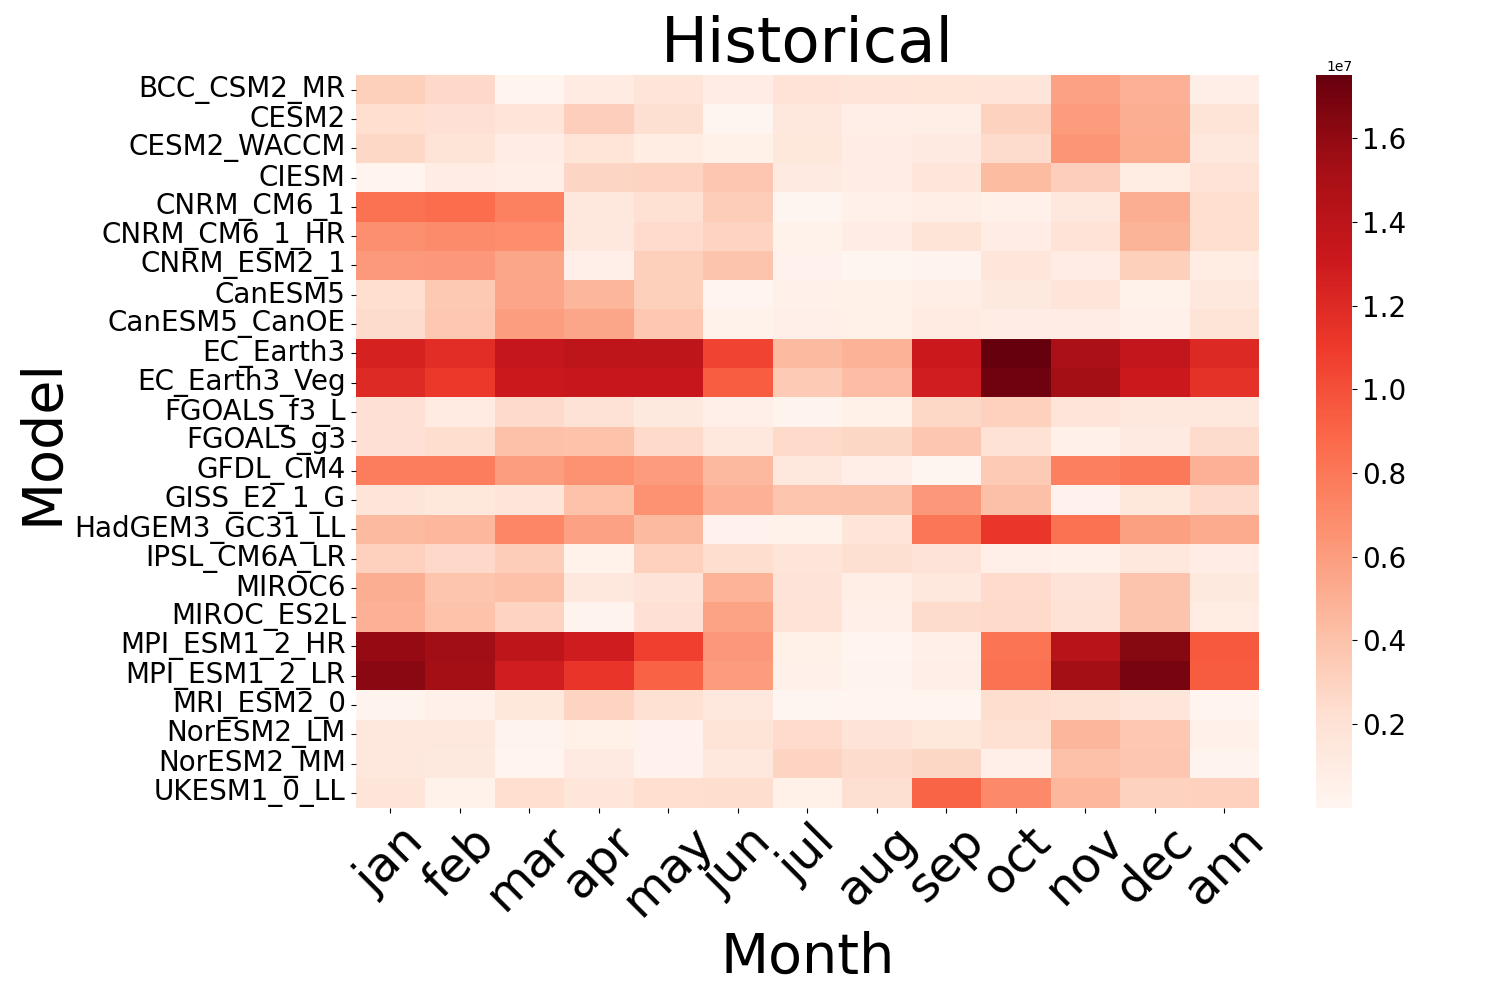 Historical
1e7
BCC_CSM2_MR
CESM2
CESM2_WACCM
CIESM
CNRM_CM6_1
CNRM_CM6_1_HR
CNRM_ESM2_1
CanESM5
CanESM5_CanOE
EC_Earth3
EC_Earth3_Veg
FGOALS_f3_L
FGOALS_g3
GFDL_CM4
GISS_E2_1_G
HadGEM3_GC31_LL
IPSL_CM6A_LR
MIROC6
MIROC_ES2L
MPI_ESM1_2_HR
MPI_ESM1_2_LR
MRI_ESM2_0
NorESM2_LM
NorESM2_MM
UKESM1_0_LL
Model
1.6
1.4
1.2
1.0
0.8
0.6
0.4
0.2
jan feb mar apr may jun jul aug sep oct nov dec ann
Month